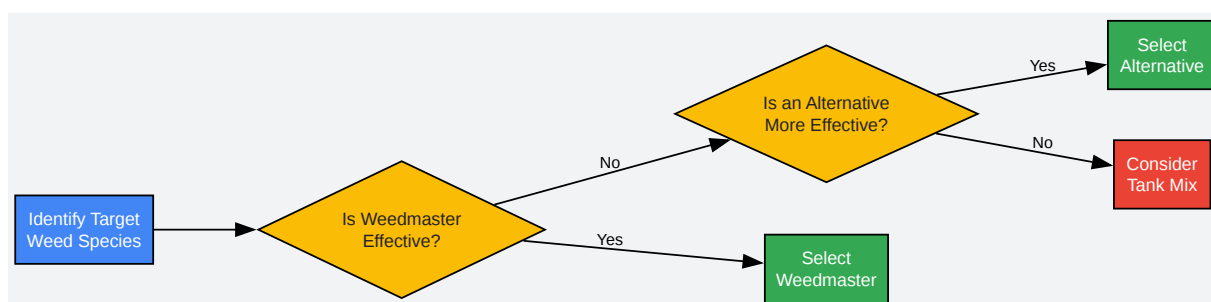 Identify Target
Weed Species
Is Weedmaster
Effective?
No
Yes
Is an Alternative
More Effective?
Yes
No
Select
Alternative
Consider
Tank Mix
Select
Weedmaster